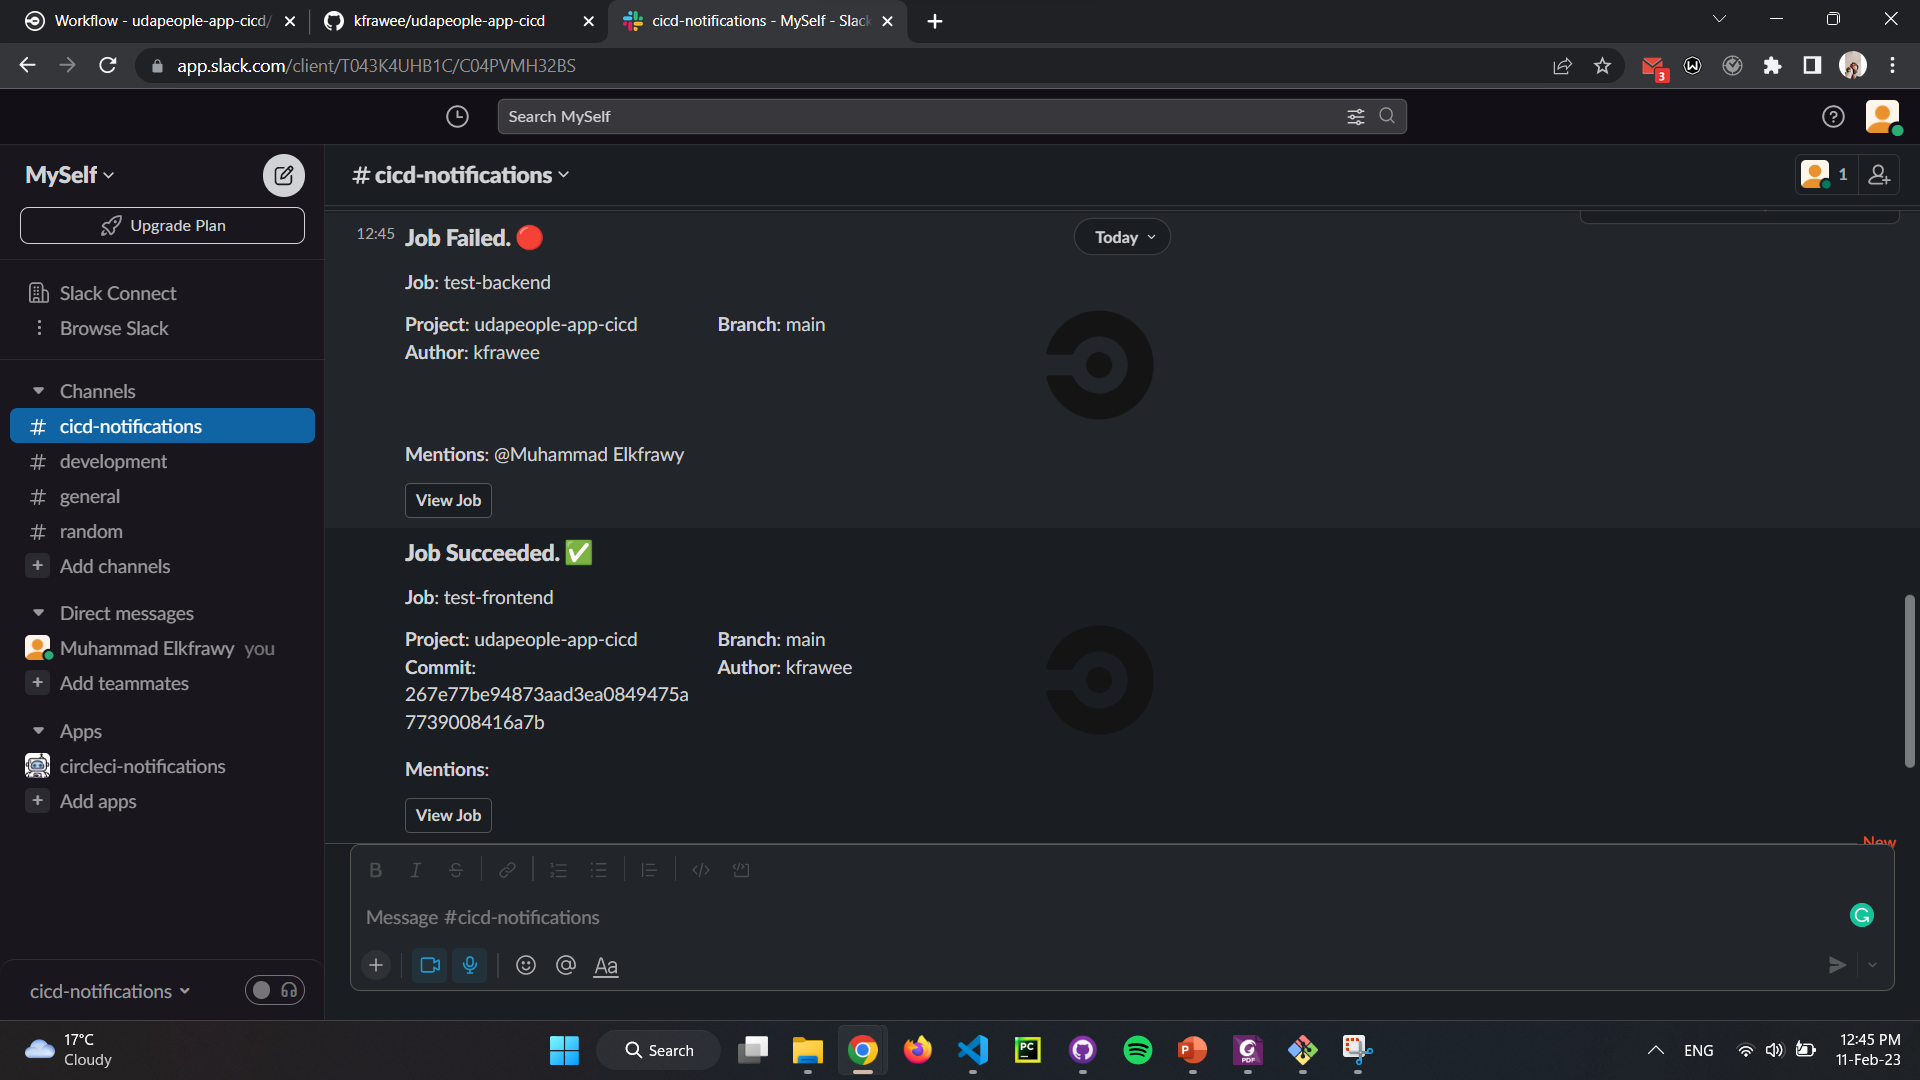 Workflow - udapeople-app-cicd/
kfrawee/udapeople-app-cicd
cicd-notifications - MySelf - Slack
app.slack.com/client/T043K4UHB1C/C04PVMH32BS
3
Search MySelf
MySelf
Upgrade Plan
Slack Connect
Browse Slack
Channels
# cicd-notifications
# development
# general
# random
+ Add channels
Direct messages
Muhammad Elkfrawy you
+ Add teammates
Apps
circleci-notifications
+ Add apps
cicd-notifications
# cicd-notifications
1
Today
12:45 Job Failed.
Job: test-backend
Project: udapeople-app-cicd Branch: main
Author: kfrawee
Mentions: @Muhammad Elkfrawy
View Job
Job Succeeded. ✅
Job: test-frontend
Project: udapeople-app-cicd Branch: main
Commit: Author: kfrawee
267e77be94873aad3ea0849475a
7739008416a7b
Mentions:
View Job
New
B I S
Message #cicd-notifications
+ @ Aa
17°C
Cloudy
Search
PC
PDF
ENG
12:45 PM
11-Feb-23